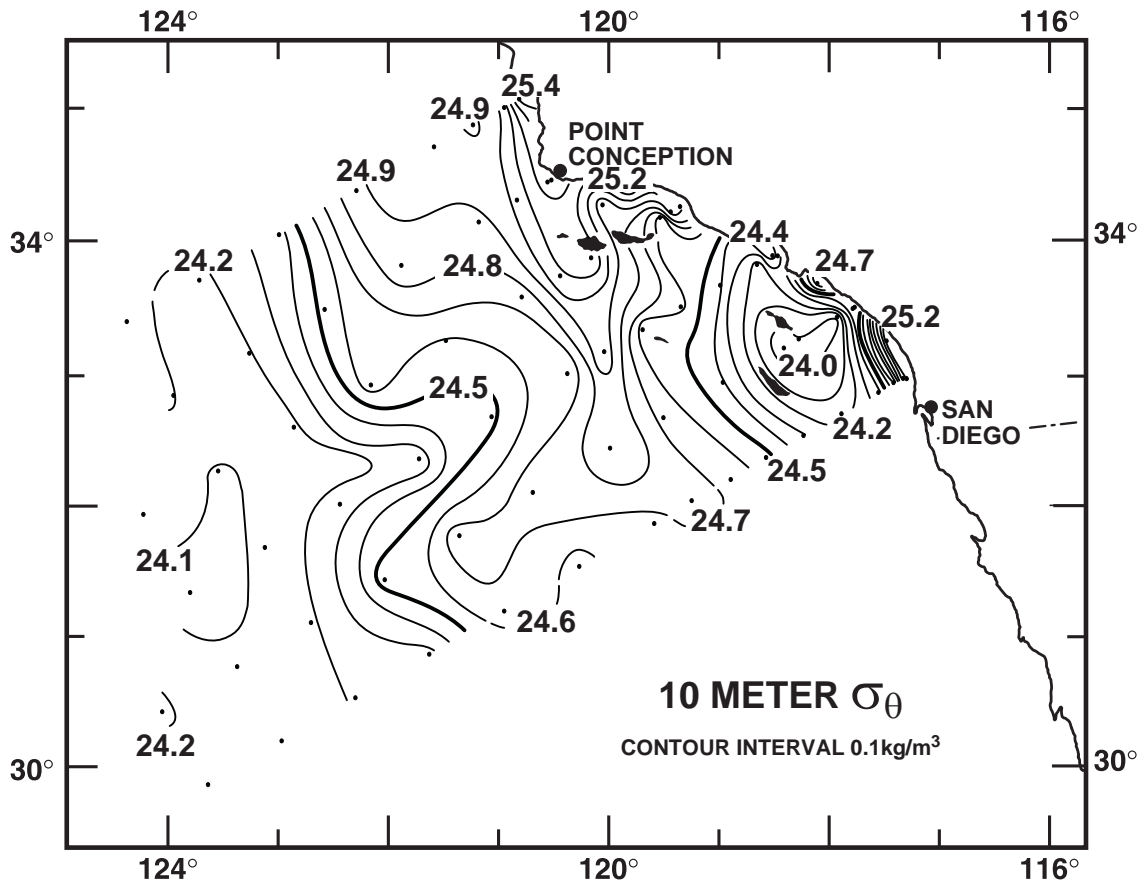 124° 120° 116°
25.4
24.9
POINT
CONCEPTION
24.9
25.2
34° 24.4 34°
24.2 24.8 24.7
25.2
24.0
24.5
SAN
DIEGO
24.2
24.5
24.7
24.1
24.6
10 METER σθ
CONTOUR INTERVAL 0.1kg/m³
24.2
30° 30°
124° 120° 116°